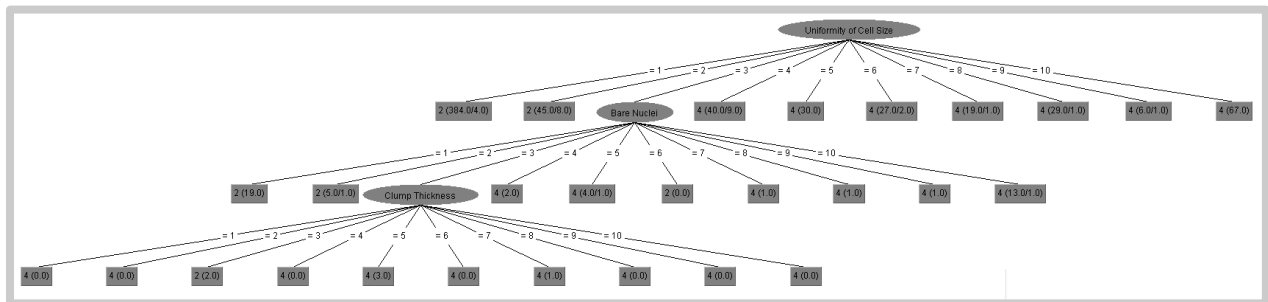 Uniformity of Cell Size
= 1 = 2 = 3 = 4 = 5 = 6 = 7 = 8 = 9 = 10
2 (384.0/4.0) 2 (45.0/8.0) Bare Nuclei 4 (40.0/9.0) 4 (30.0) 4 (27.0/2.0) 4 (19.0/1.0) 4 (29.0/1.0) 4 (6.0/1.0) 4 (67.0)
= 1 = 2 = 3 = 4 = 5 = 6 = 7 = 8 = 9 = 10
2 (19.0) 2 (5.0/1.0) Clump Thickness 4 (2.0) 4 (4.0/1.0) 2 (0.0) 4 (1.0) 4 (1.0) 4 (1.0) 4 (13.0/1.0)
= 1 = 2 = 3 = 4 = 5 = 6 = 7 = 8 = 9 = 10
4 (0.0) 4 (0.0) 2 (2.0) 4 (0.0) 4 (3.0) 4 (0.0) 4 (1.0) 4 (0.0) 4 (0.0) 4 (0.0)